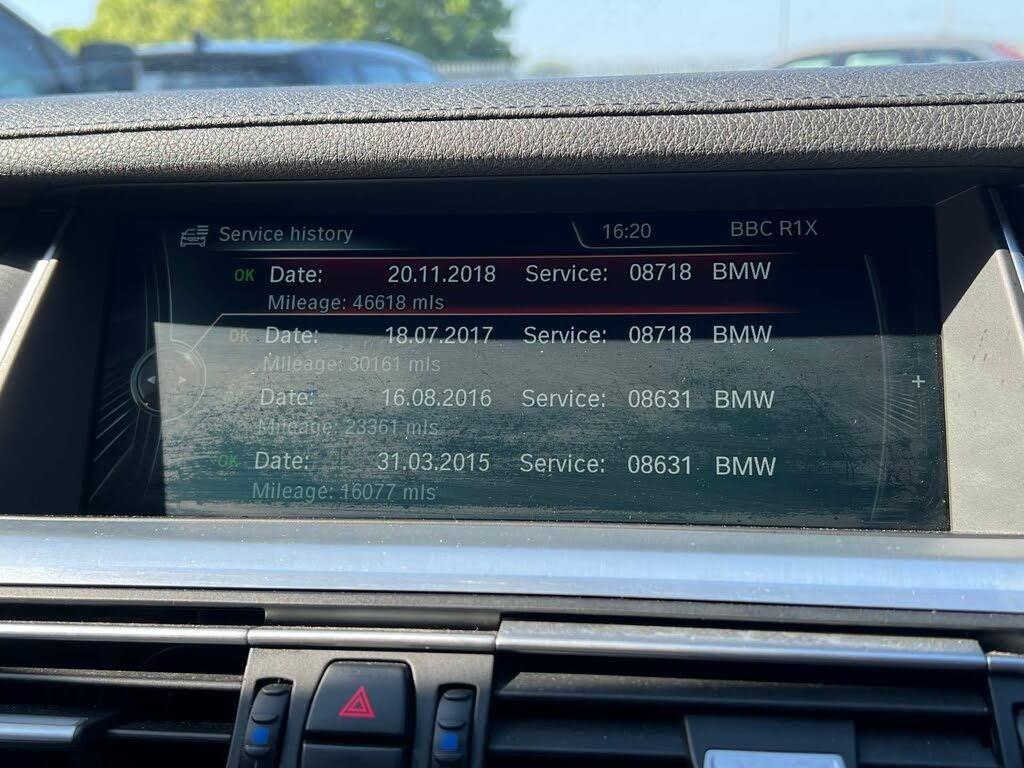 Service history 16:20 BBC R1X
OK Date: 20.11.2018 Service: 08718 BMW
Mileage: 46618 mls
OK Date: 18.07.2017 Service: 08718 BMW
Mileage: 30161 mls
Date: 16.08.2016 Service: 08631 BMW
Mileage: 23361 mls
OK Date: 31.03.2015 Service: 08631 BMW
Mileage: 16077 mls